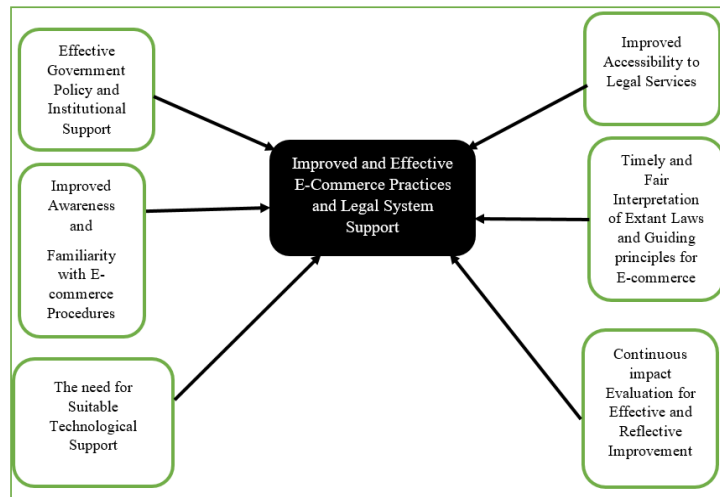 Effective
Government
Policy and
Institutional
Support
Improved
Awareness
and
Familiarity
with E-
commerce
Procedures
The need for
Suitable
Technological
Support
Improved and Effective
E-Commerce Practices
and Legal System
Support
Improved
Accessibility to
Legal Services
Timely and
Fair
Interpretation
of Extant Laws
and Guiding
principles for
E-commerce
Continuous
impact
Evaluation for
Effective and
Reflective
Improvement